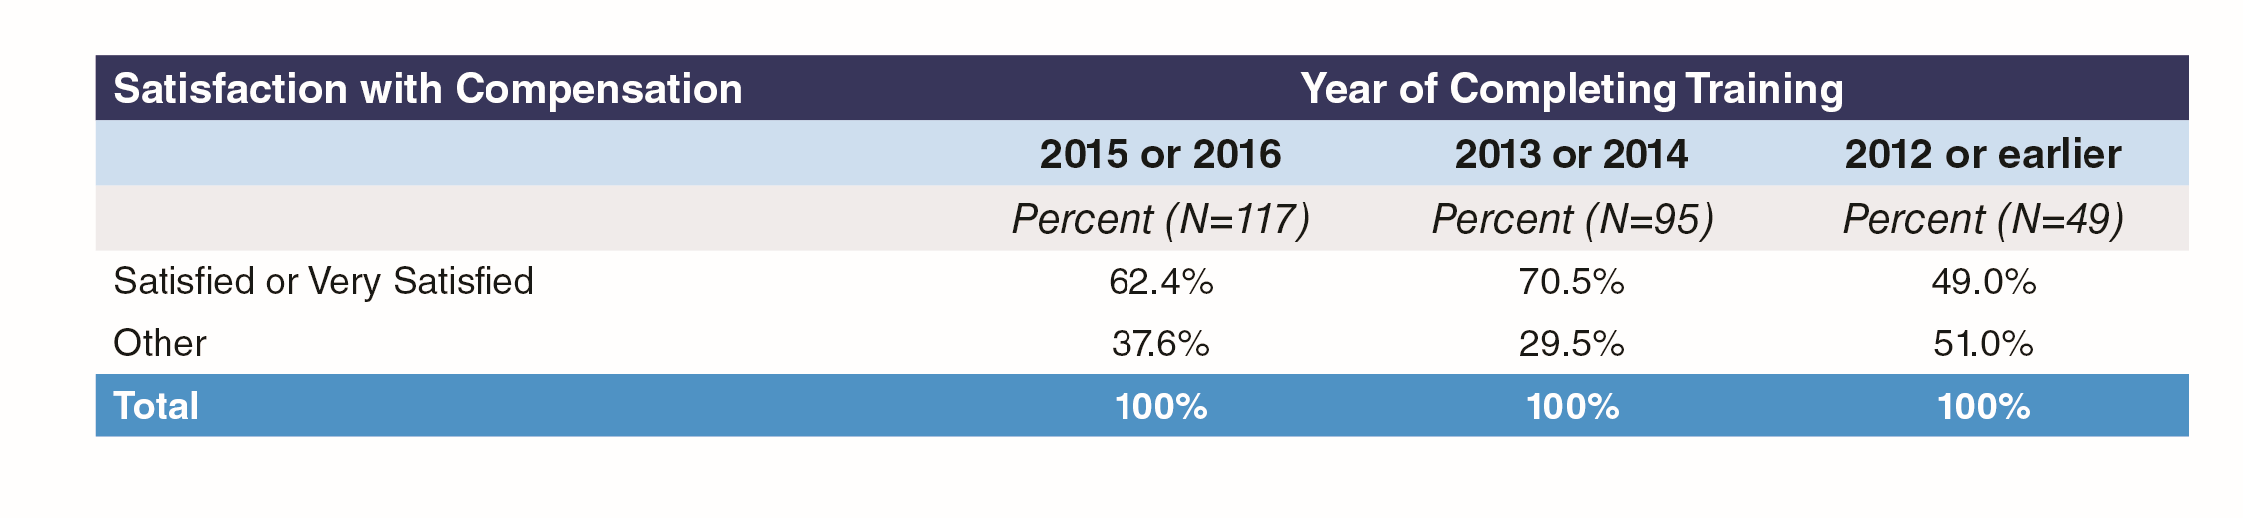 Satisfaction with Compensation Year of Completing Training
2015 or 2016 2013 or 2014 2012 or earlier
Percent (N=117) Percent (N=95) Percent (N=49)
Satisfied or Very Satisfied 62.4% 70.5% 49.0%
Other 37.6% 29.5% 51.0%
Total 100% 100% 100%